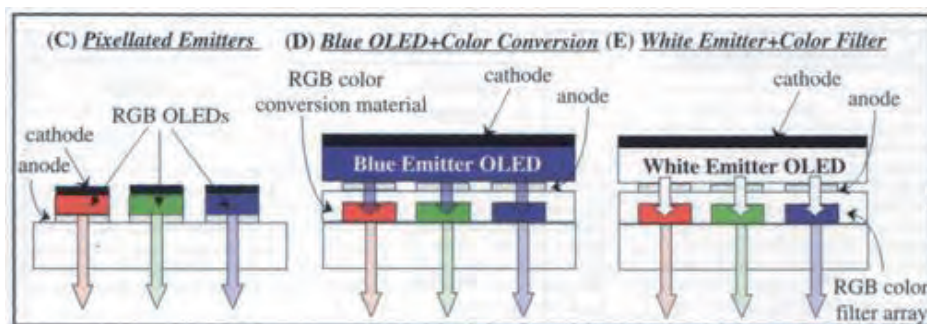 (C) Pixellated Emitters
cathode
anode
RGB OLEDs
(D) Blue OLED+Color Conversion
RGB color
conversion material
cathode
anode
Blue Emitter OLED
(E) White Emitter+Color Filter
cathode
anode
White Emitter OLED
RGB color
filter array